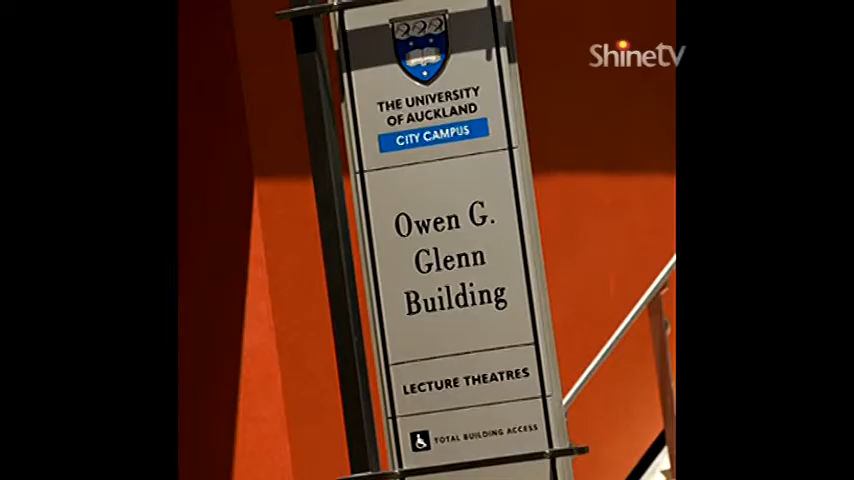 ShineTV
THE UNIVERSITY
OF AUCKLAND
CITY CAMPUS
Owen G.
Glenn
Building
LECTURE THEATRES
TOTAL BUILDING ACCESS